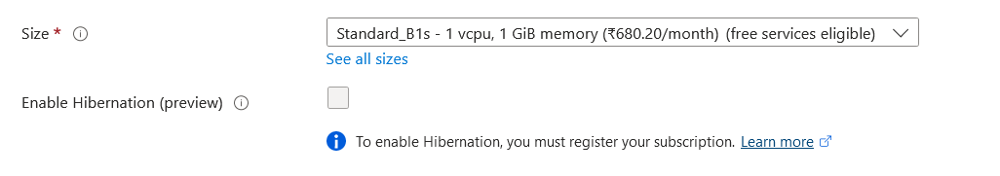 Size *
Standard_B1s - 1 vcpu, 1 GiB memory (₹680.20/month) (free services eligible)
See all sizes
Enable Hibernation (preview)
To enable Hibernation, you must register your subscription. Learn more